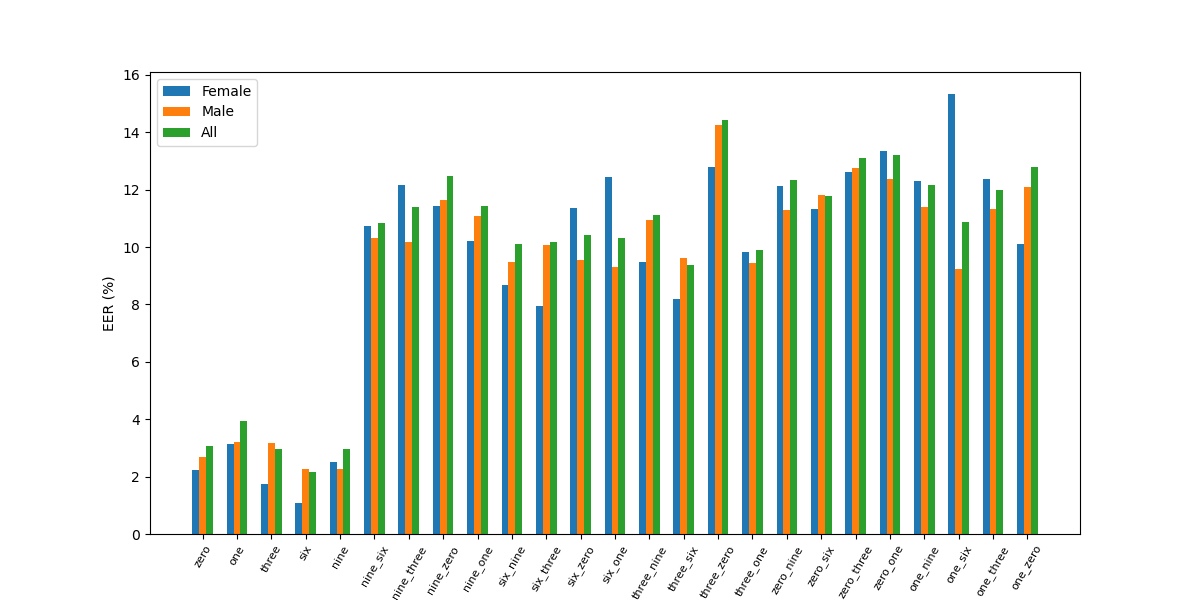 16
14
12
10
8
6
4
2
0
EER (%)
Female
Male
All
zero
one
three
six
nine
nine_six
nine_three
nine_zero
nine_one
six_nine
six_three
six_zero
six_one
three_nine
three_six
three_zero
three_one
zero_nine
zero_six
zero_three
zero_one
one_nine
one_six
one_three
one_zero